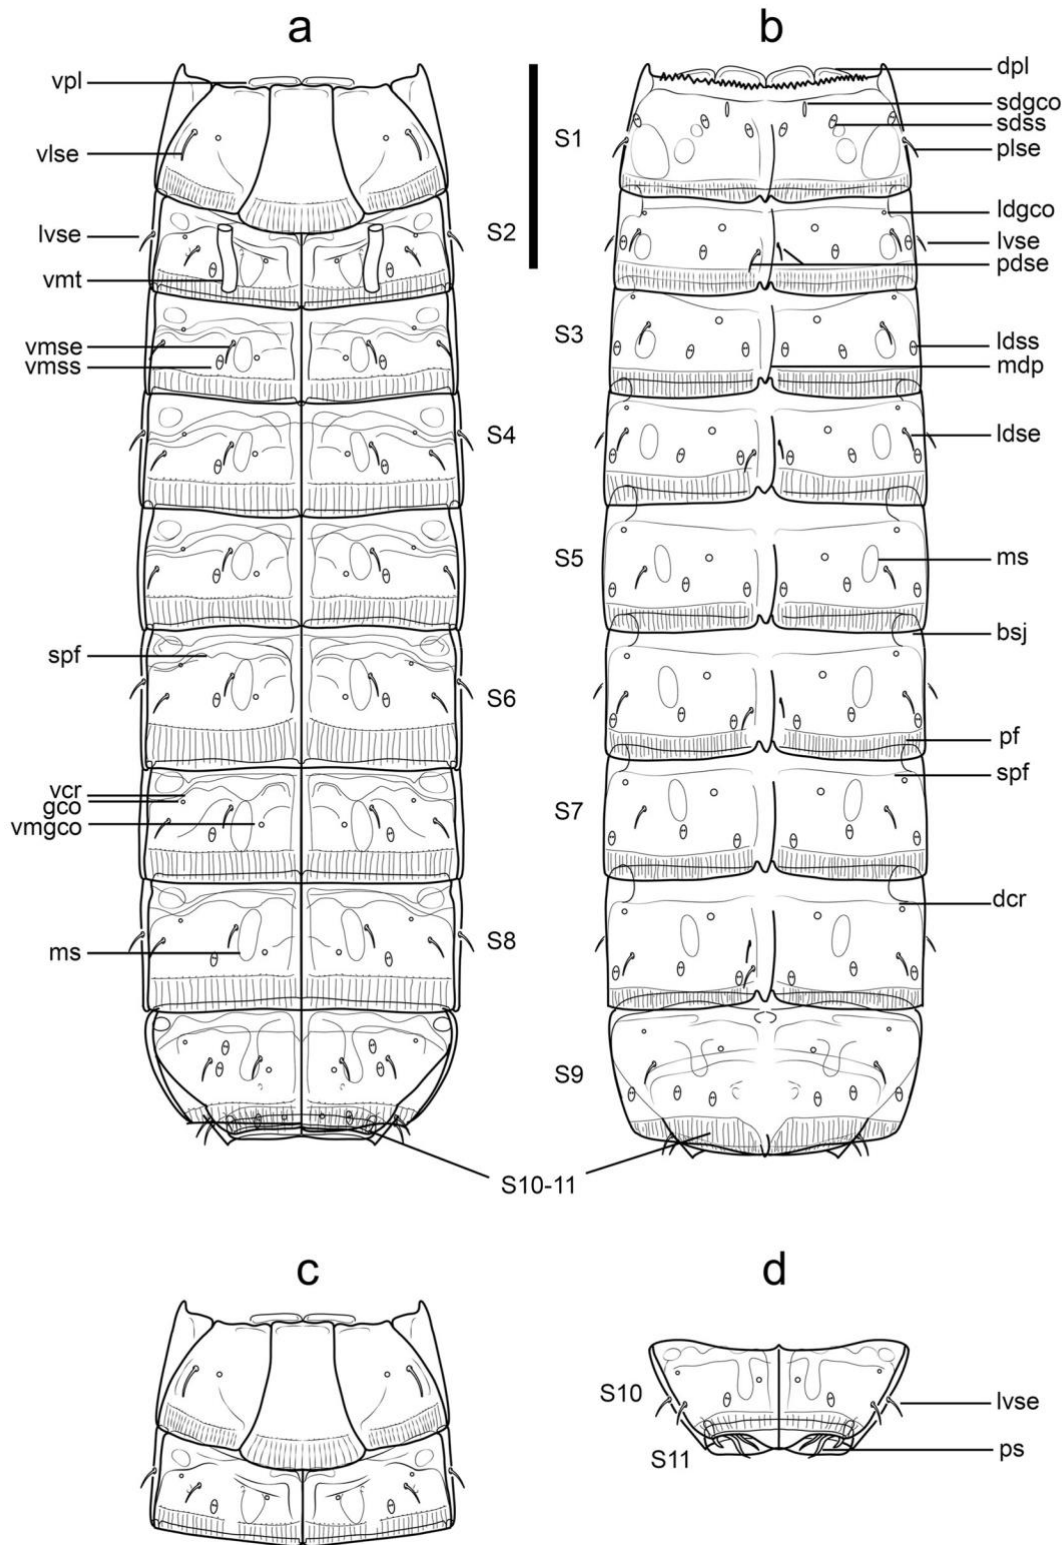 a
b
vpl
dpl
sdgco
sdss
S1
vlse
plse
ldgco
lvse
S2
lvse
pdse
vmt
S3
vmse
ldss
vmss
mdp
S4
ldse
S5
ms
bsj
spf
S6
pf
spf
vcr
gco
S7
vmgco
dcr
ms
S8
S9
S10-11
c
d
S10
lvse
S11
ps